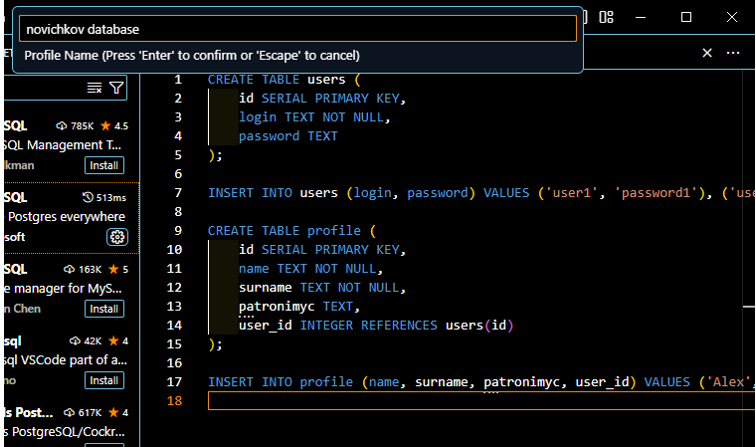 novichkov database
Profile Name (Press 'Enter' to confirm or 'Escape' to cancel)
SQL 785K 4.5
SQL Management T...
Install
SQL 513ms
Postgres everywhere
SQL 163K 5
e manager for MyS...
n Chen Install
sql 42K 4
sql VSCode part of a...
Install
ls Post... 617K 4
s PostgreSQL/Cockr...
1 CREATE TABLE users (
2 id SERIAL PRIMARY KEY,
3 login TEXT NOT NULL,
4 password TEXT
5 );
6
7 INSERT INTO users (login, password) VALUES ('user1', 'password1'), ('use
8
9 CREATE TABLE profile (
10 id SERIAL PRIMARY KEY,
11 name TEXT NOT NULL,
12 surname TEXT NOT NULL,
13 patronimyc TEXT,
14 user_id INTEGER REFERENCES users(id)
15 );
16
17 INSERT INTO profile (name, surname, patronimyc, user_id) VALUES ('Alex',
18